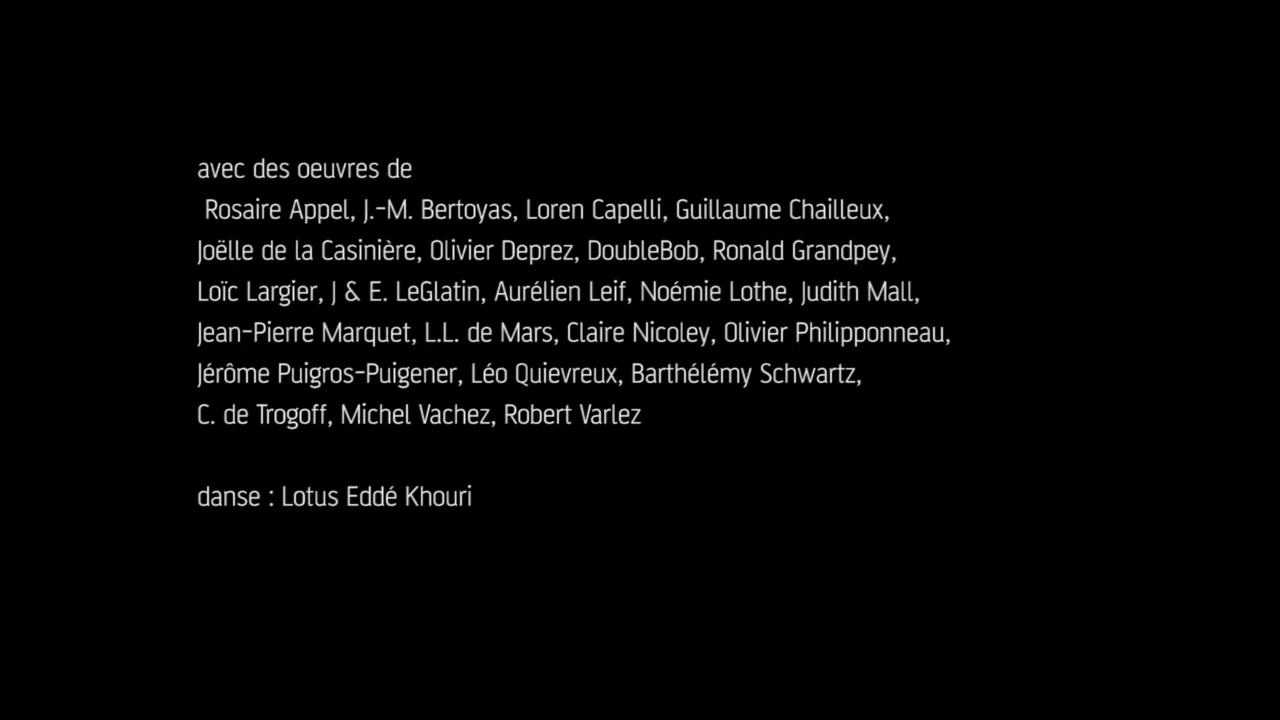 avec des oeuvres de
Rosaire Appel, J.-M. Bertoyas, Loren Capelli, Guillaume Chailleux,
Joëlle de la Casinière, Olivier Deprez, DoubleBob, Ronald Grandpey,
Loïc Largier, J & E. LeGlatin, Aurélien Leif, Noémie Lothe, Judith Mall,
Jean-Pierre Marquet, L.L. de Mars, Claire Nicoley, Olivier Philipponneau,
Jérôme Puigros-Puigener, Léo Quievreux, Barthélémy Schwartz,
C. de Trogoff, Michel Vachez, Robert Varlez
danse : Lotus Eddé Khouri